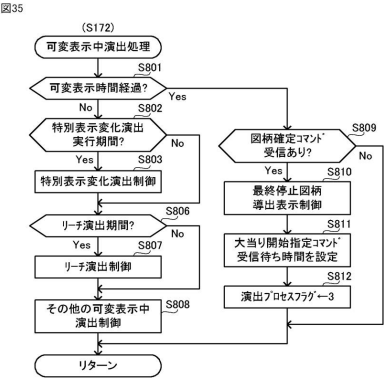 図35
(S172)
可変表示中演出処理
S801
可変表示時間経過?
No
Yes
S802
特別表示変化演出
実行期間?
No
Yes
S803
特別表示変化演出制御
S806
リーチ演出期間?
No
Yes
S807
リーチ演出制御
S808
その他の可変表示中
演出制御
リターン
S809
図柄確定コマンド
受信あり?
No
Yes
S810
最終停止図柄
導出表示制御
S811
大当り開始指定コマンド
受信待ち時間を設定
S812
演出プロセスフラグ←3